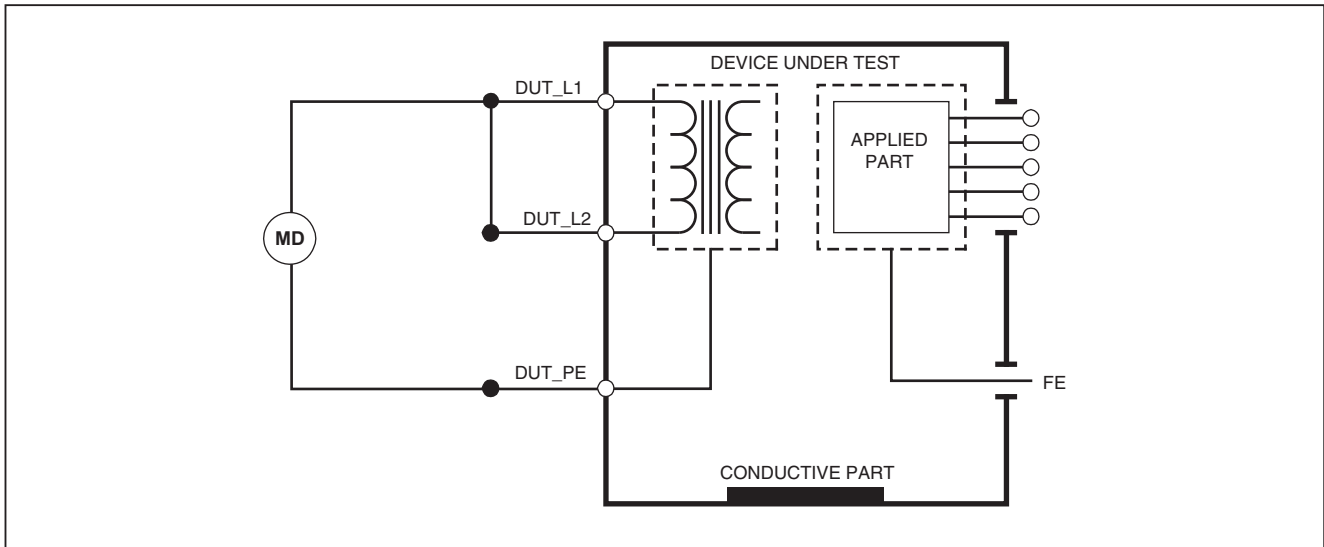 DEVICE UNDER TEST
DUT_L1
APPLIED
PART
DUT_L2
MD
DUT_PE
FE
CONDUCTIVE PART